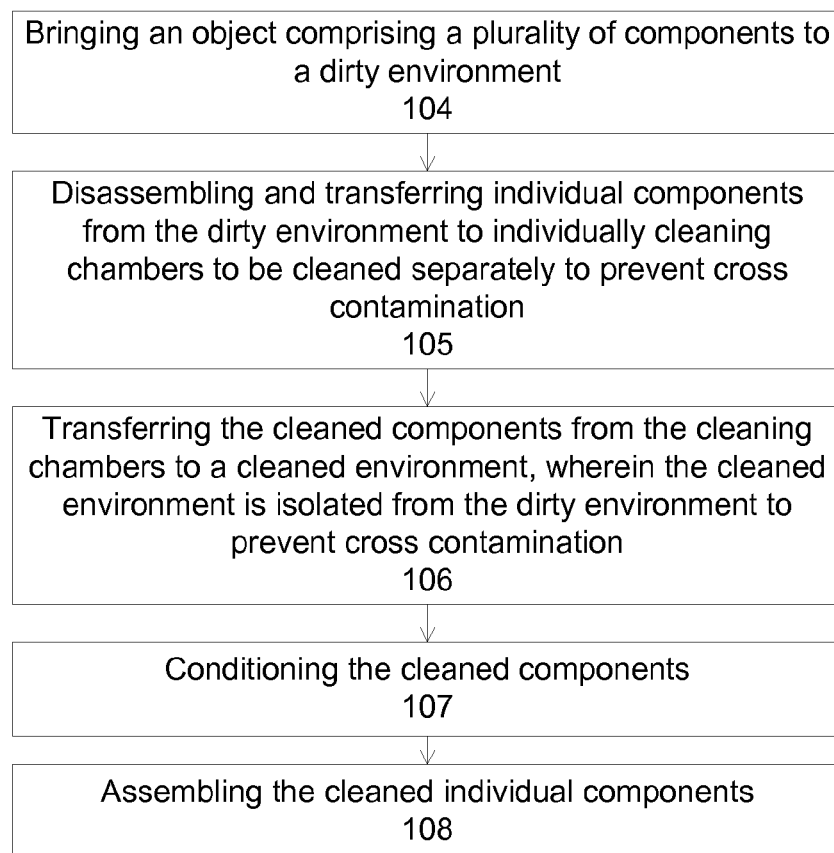 Bringing an object comprising a plurality of components to
a dirty environment
104
Disassembling and transferring individual components
from the dirty environment to individually cleaning
chambers to be cleaned separately to prevent cross
contamination
105
Transferring the cleaned components from the cleaning
chambers to a cleaned environment, wherein the cleaned
environment is isolated from the dirty environment to
prevent cross contamination
106
Conditioning the cleaned components
107
Assembling the cleaned individual components
108